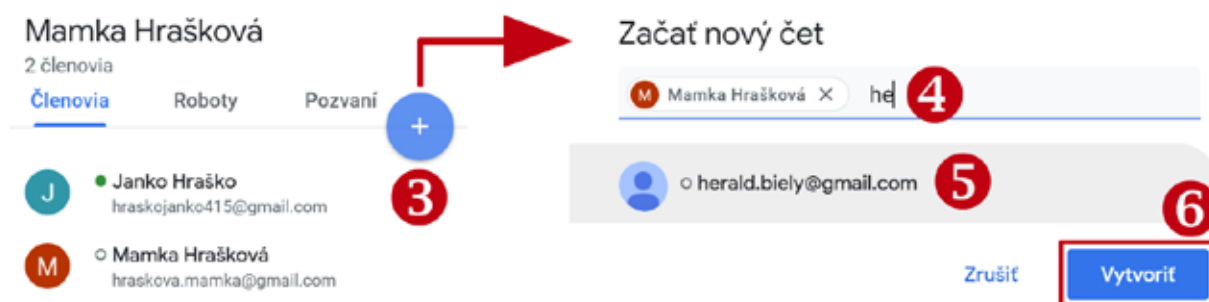 Mamka Hrašková
2 členovia
Členovia Roboty Pozvaní
+
3
J
Janko Hraško
hraskojanko415@gmail.com
M
Mamka Hrašková
hraskova.mamka@gmail.com
Začať nový čet
M Mamka Hrašková × he 4
herald.biely@gmail.com 5
6
Zrušiť Vytvoriť